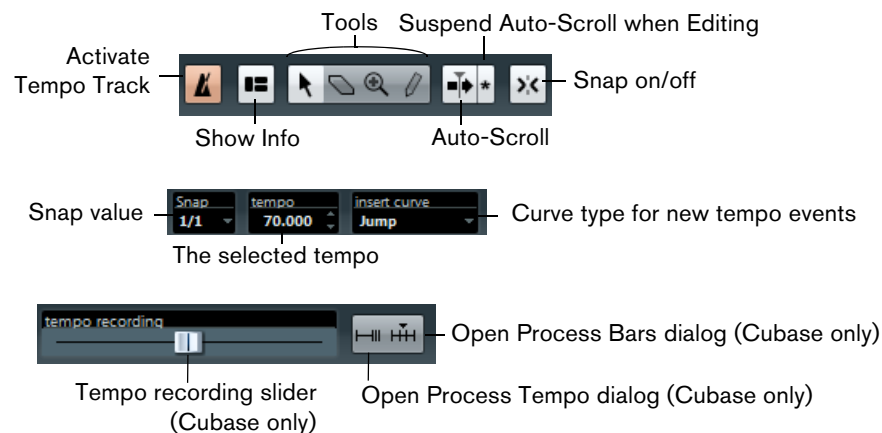 Tools
Suspend Auto-Scroll when Editing
Activate
Tempo Track
Snap on/off
Show Info
Auto-Scroll
Snap value
Snap
1/1
tempo
70.000
insert curve
Jump
Curve type for new tempo events
The selected tempo
tempo recording
Open Process Bars dialog (Cubase only)
Tempo recording slider
(Cubase only)
Open Process Tempo dialog (Cubase only)